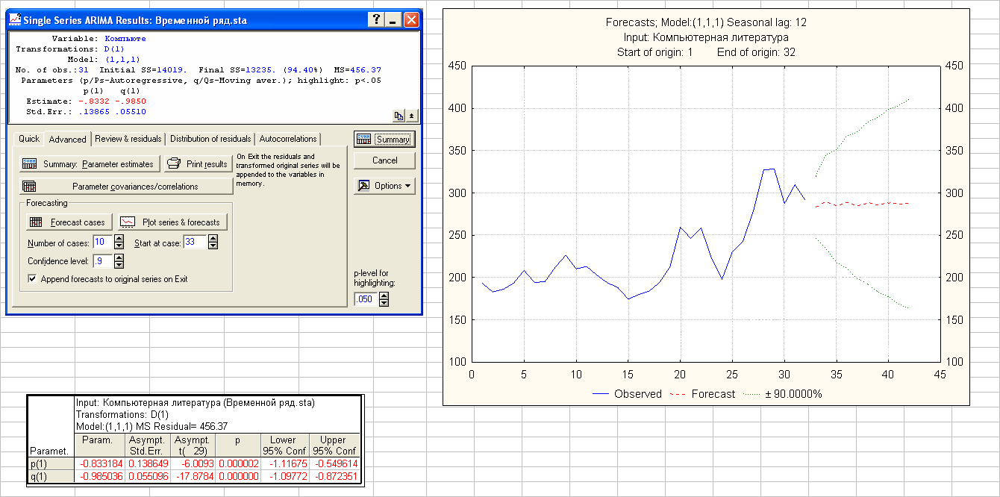 Single Series ARIMA Results: Временной ряд.sta
Variable: Компьюте
Transformations: D(1)
Model: (1,1,1)
No. of obs.:31 Initial SS=14019. Final SS=13235. (94.40%) MS=456.37
Parameters (p/Ps-Autoregressive, q/Qs-Moving aver.); highlight: p<.05
p(1) q(1)
Estimate: -.8332 -.9850
Std.Err.: .13865 .05510
Quick Advanced Review & residuals Distribution of residuals Autocorrelations
Summary
Summary: Parameter estimates Print results
On Exit the residuals and
transformed original series will be
appended to the variables in
memory.
Cancel
Parameter covariances/correlations
Options
Forecasting
Forecast cases Plot series & forecasts
Number of cases: 10 Start at case: 33
Confidence level: .9
Append forecasts to original series on Exit
p-level for
highlighting:
.050
Forecasts; Model:(1,1,1) Seasonal lag: 12
Input: Компьютерная литература
Start of origin: 1 End of origin: 32
450 450
400 400
350 350
300 300
250 250
200 200
150 150
100 100
0 5 10 15 20 25 30 35 40 45
Observed Forecast ± 90.0000%
Input: Компьютерная литература (Временной ряд.sta)
Transformations: D(1)
Model:(1,1,1) MS Residual= 456.37
Paramet. Param. Asympt. Std.Err. Asympt. t( 29) p Lower 95% Conf Upper 95% Conf
p(1) -0.833184 0.138649 -6.0093 0.000002 -1.11675 -0.549614
q(1) -0.985036 0.055096 -17.8784 0.000000 -1.09772 -0.872351